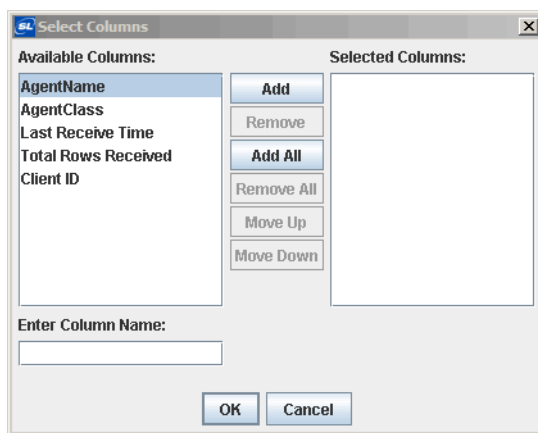 SL Select Columns
Available Columns:
Selected Columns:
AgentName
AgentClass
Last Receive Time
Total Rows Received
Client ID
Add
Remove
Add All
Remove All
Move Up
Move Down
Enter Column Name:
OK
Cancel